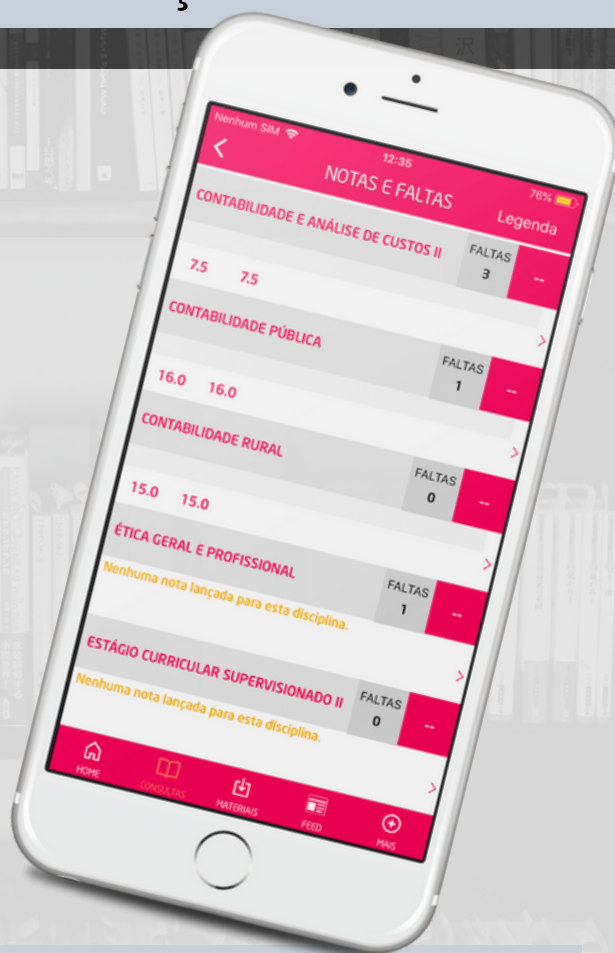 Nenhum SIM
12:35
76%
NOTAS E FALTAS
Legenda
CONTABILIDADE E ANÁLISE DE CUSTOS II
FALTAS
3
--
7.5 7.5
CONTABILIDADE PÚBLICA
FALTAS
1
--
16.0 16.0
CONTABILIDADE RURAL
FALTAS
0
--
15.0 15.0
ÉTICA GERAL E PROFISSIONAL
FALTAS
1
--
Nenhuma nota lançada para esta disciplina.
ESTÁGIO CURRICULAR SUPERVISIONADO II
FALTAS
0
--
Nenhuma nota lançada para esta disciplina.
HOME
CONSULTAS
MATERIAIS
FEED
MAIS